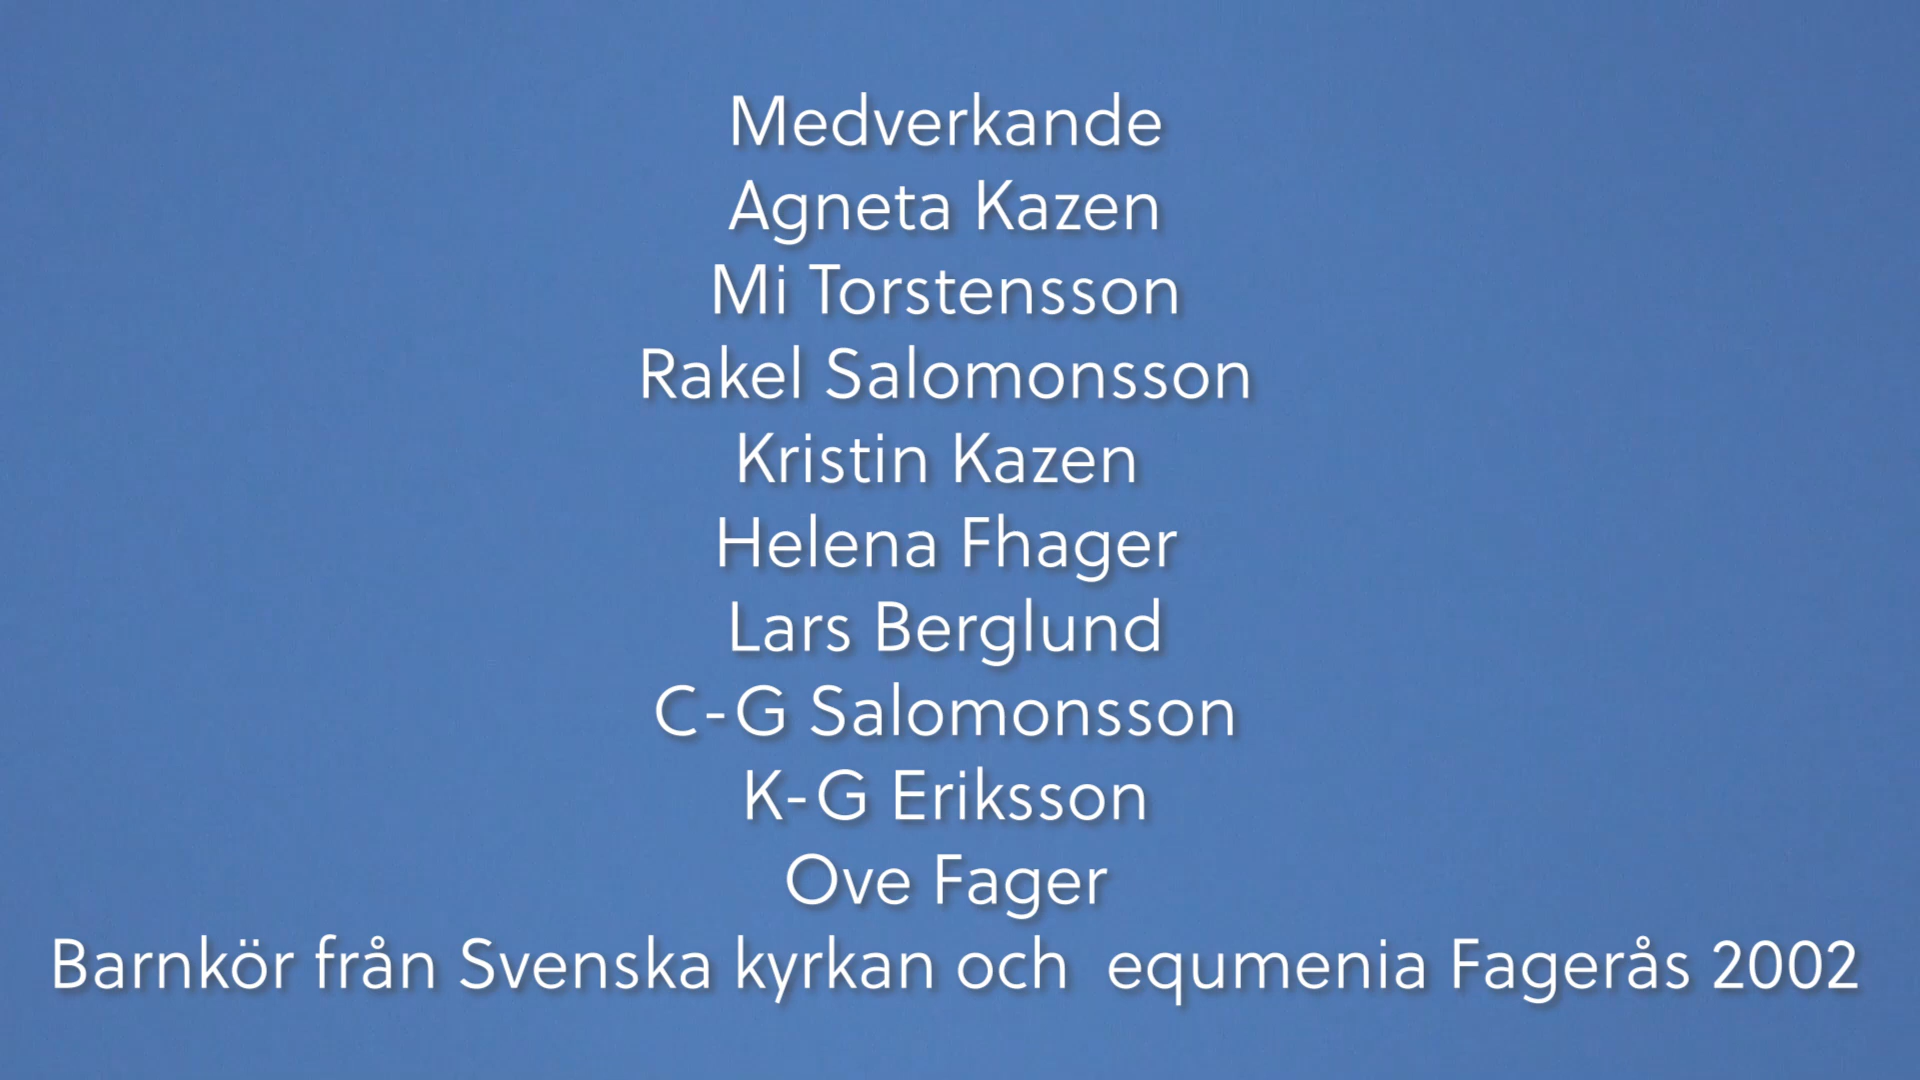 Medverkande
Agneta Kazen
Mi Torstensson
Rakel Salomonsson
Kristin Kazen
Helena Fhager
Lars Berglund
C-G Salomonsson
K-G Eriksson
Ove Fager
Barnkör från Svenska kyrkan och  equmenia Fagerås 2002